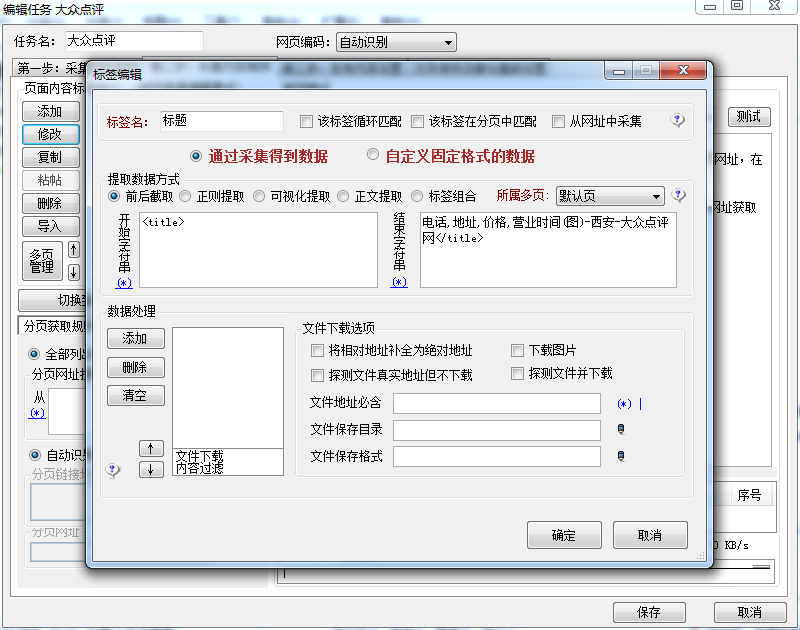 编辑任务 大众点评
任务名： 大众点评 网页编码： 自动识别
第一步：采集
页面内容标
添加
修改
复制
粘帖
删除
导入
多页管理
↑
↓
切换
分页获取规
全部列
分页网址
从
(*)
自动识
分页链接
分页网址
测试
网址，在
网址获取
序号
0 KB/s
保存 取消
标签编辑
标签名： 标题 该标签循环匹配 该标签在分页中匹配 从网址中采集
通过采集得到数据 自定义固定格式的数据
提取数据方式
前后截取 正则提取 可视化提取 正文提取 标签组合 所属多页： 默认页
开始字符串
(*)
<title>
结束字符串
(*)
电话,地址,价格,营业时间(图)-西安-大众点评
网</title>
数据处理
添加
删除
清空
↑
↓
文件下载
内容过滤
文件下载选项
将相对地址补全为绝对地址 下载图片
探测文件真实地址但不下载 探测文件并下载
文件地址必含 (*)
文件保存目录
文件保存格式
确定 取消